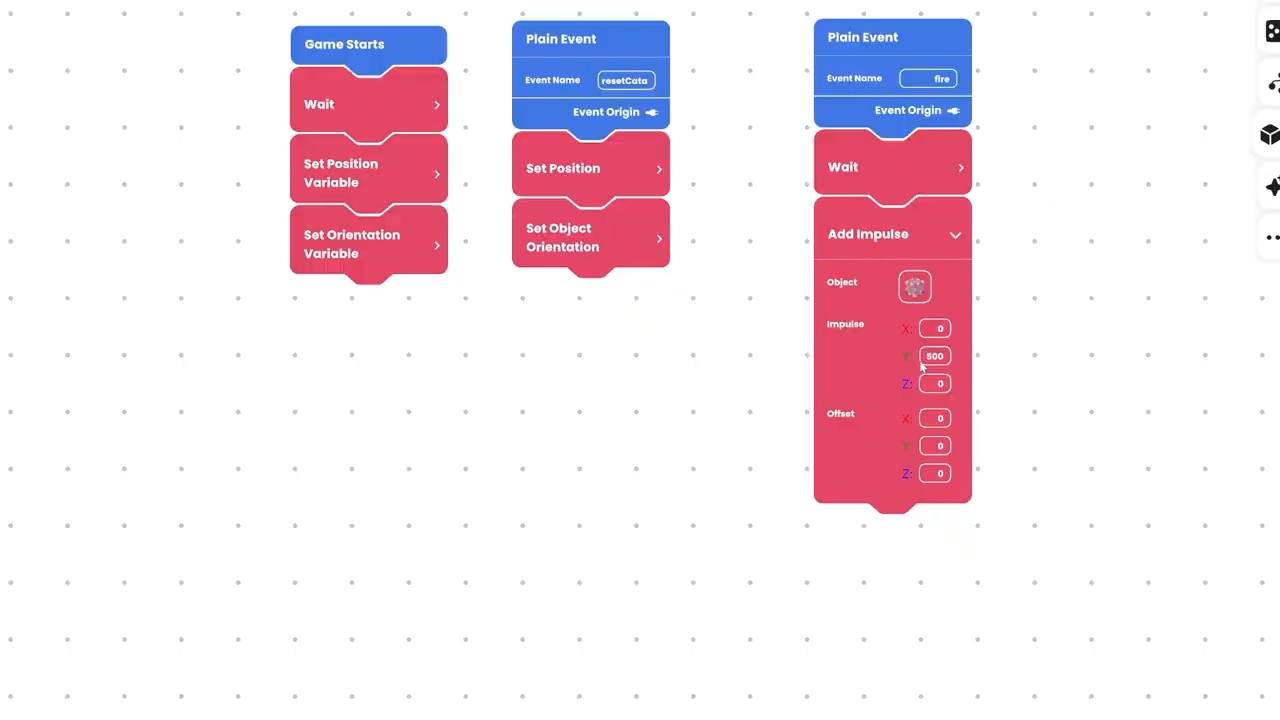 Game Starts
Wait
Set Position
Variable
Set Orientation
Variable
Plain Event
Event Name
resetCata
Event Origin
Set Position
Set Object
Orientation
Plain Event
Event Name
fire
Event Origin
Wait
Add Impulse
Object
Impulse
X: 0
Y: 500
Z: 0
Offset
X: 0
Y: 0
Z: 0